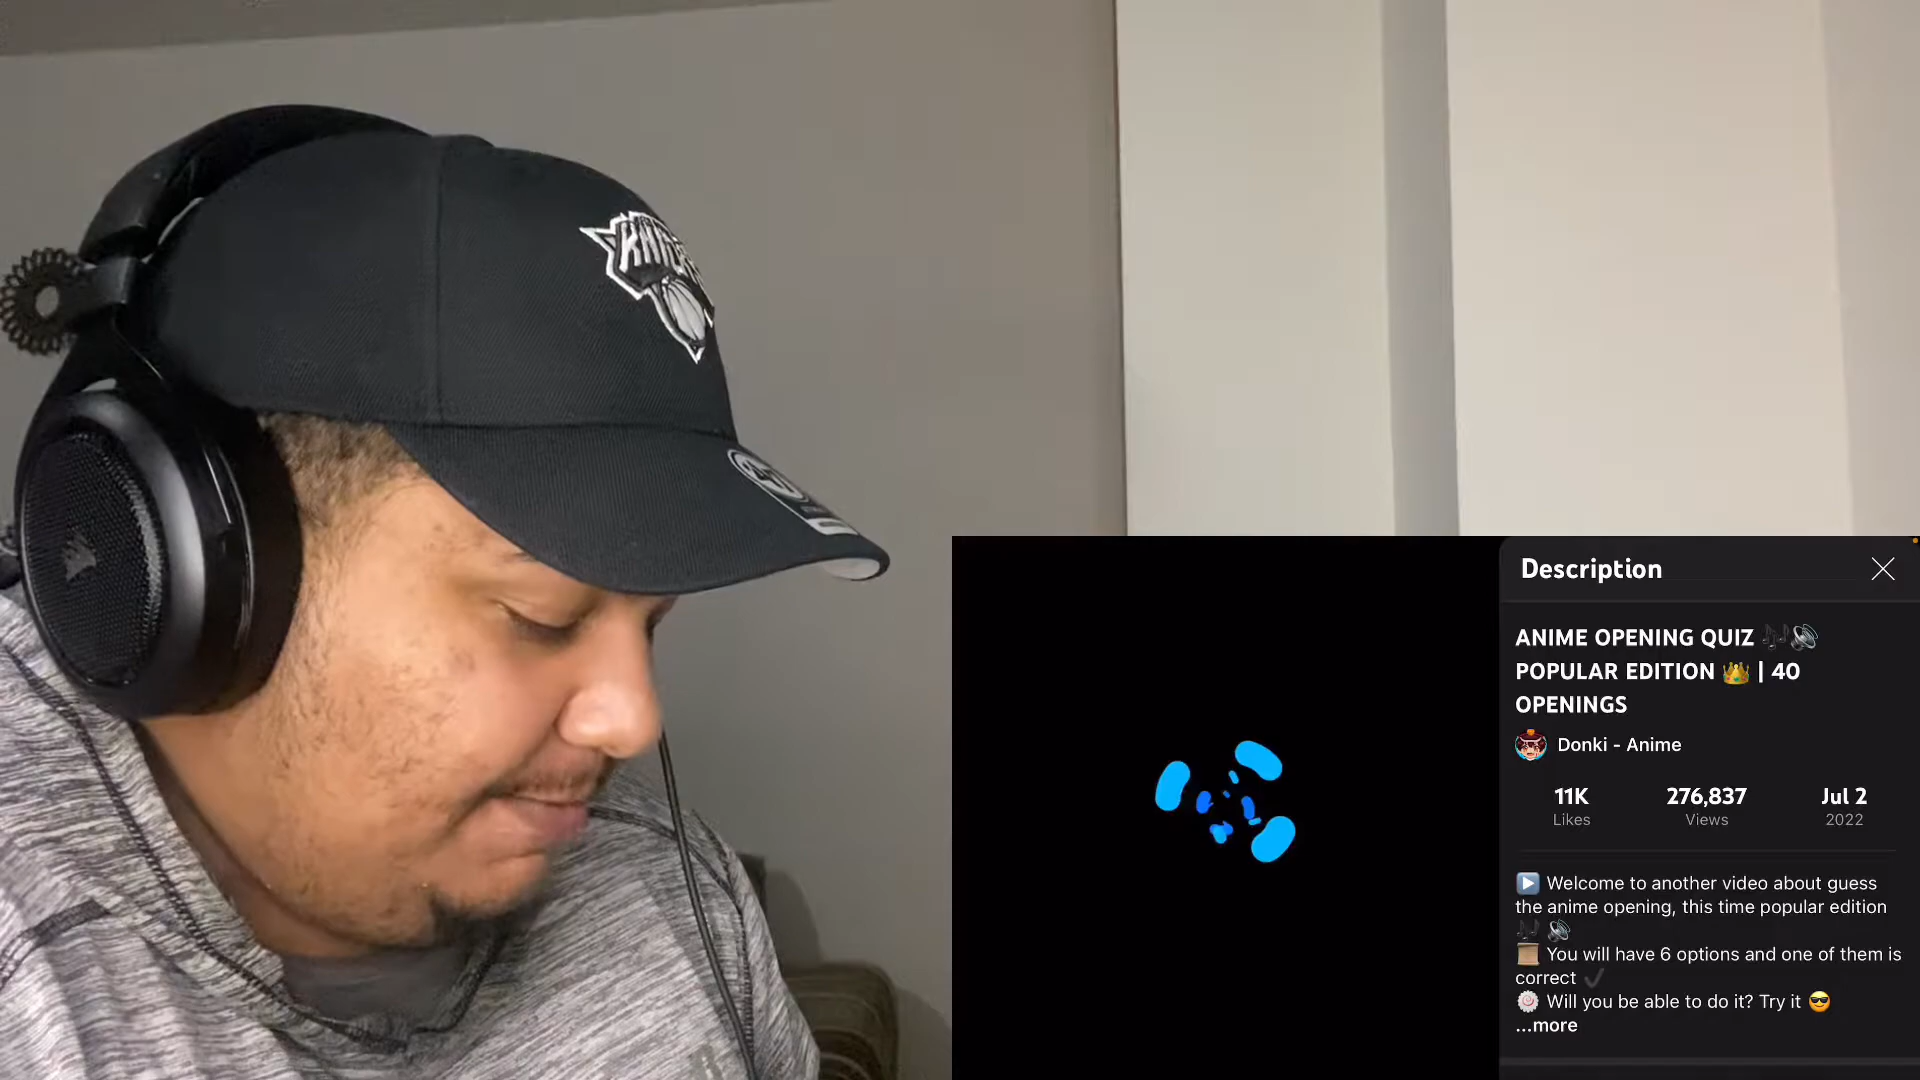 KNICKS
47
Description
ANIME OPENING QUIZ 🎶🔊
POPULAR EDITION 👑 | 40
OPENINGS
Donki - Anime
11K
276,837
Jul 2
Likes
Views
2022
▶️ Welcome to another video about guess
the anime opening, this time popular edition
🎶 🔊
📜 You will have 6 options and one of them is
correct ✔️
🍥 Will you be able to do it? Try it 😎
...more